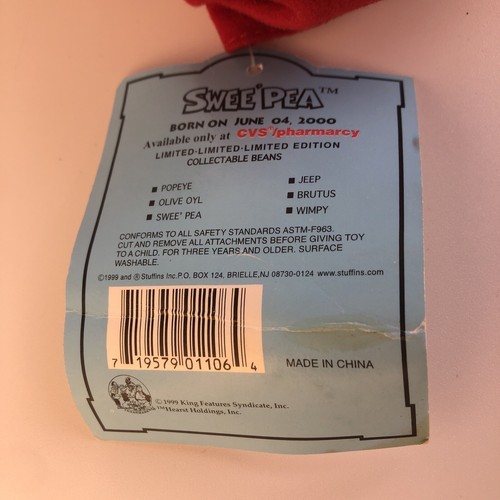 SWEE' PEA™
BORN ON JUNE 04, 2000
Available only at CVS/pharmarcy
LIMITED·LIMITED·LIMITED EDITION
COLLECTABLE BEANS
■ POPEYE ■ JEEP
■ OLIVE OYL ■ BRUTUS
■ SWEE' PEA ■ WIMPY
CONFORMS TO ALL SAFETY STANDARDS ASTM-F963.
CUT AND REMOVE ALL ATTACHMENTS BEFORE GIVING TOY
TO A CHILD. FOR THREE YEARS AND OLDER. SURFACE
WASHABLE.
©1999 and ® Stuffins Inc. P.O. BOX 124, BRIELLE,NJ 08730-0124 www.stuffins.com
7 19579 01106 4
MADE IN CHINA
© 1999 King Features Syndicate, Inc.
™Hearst Holdings, Inc.